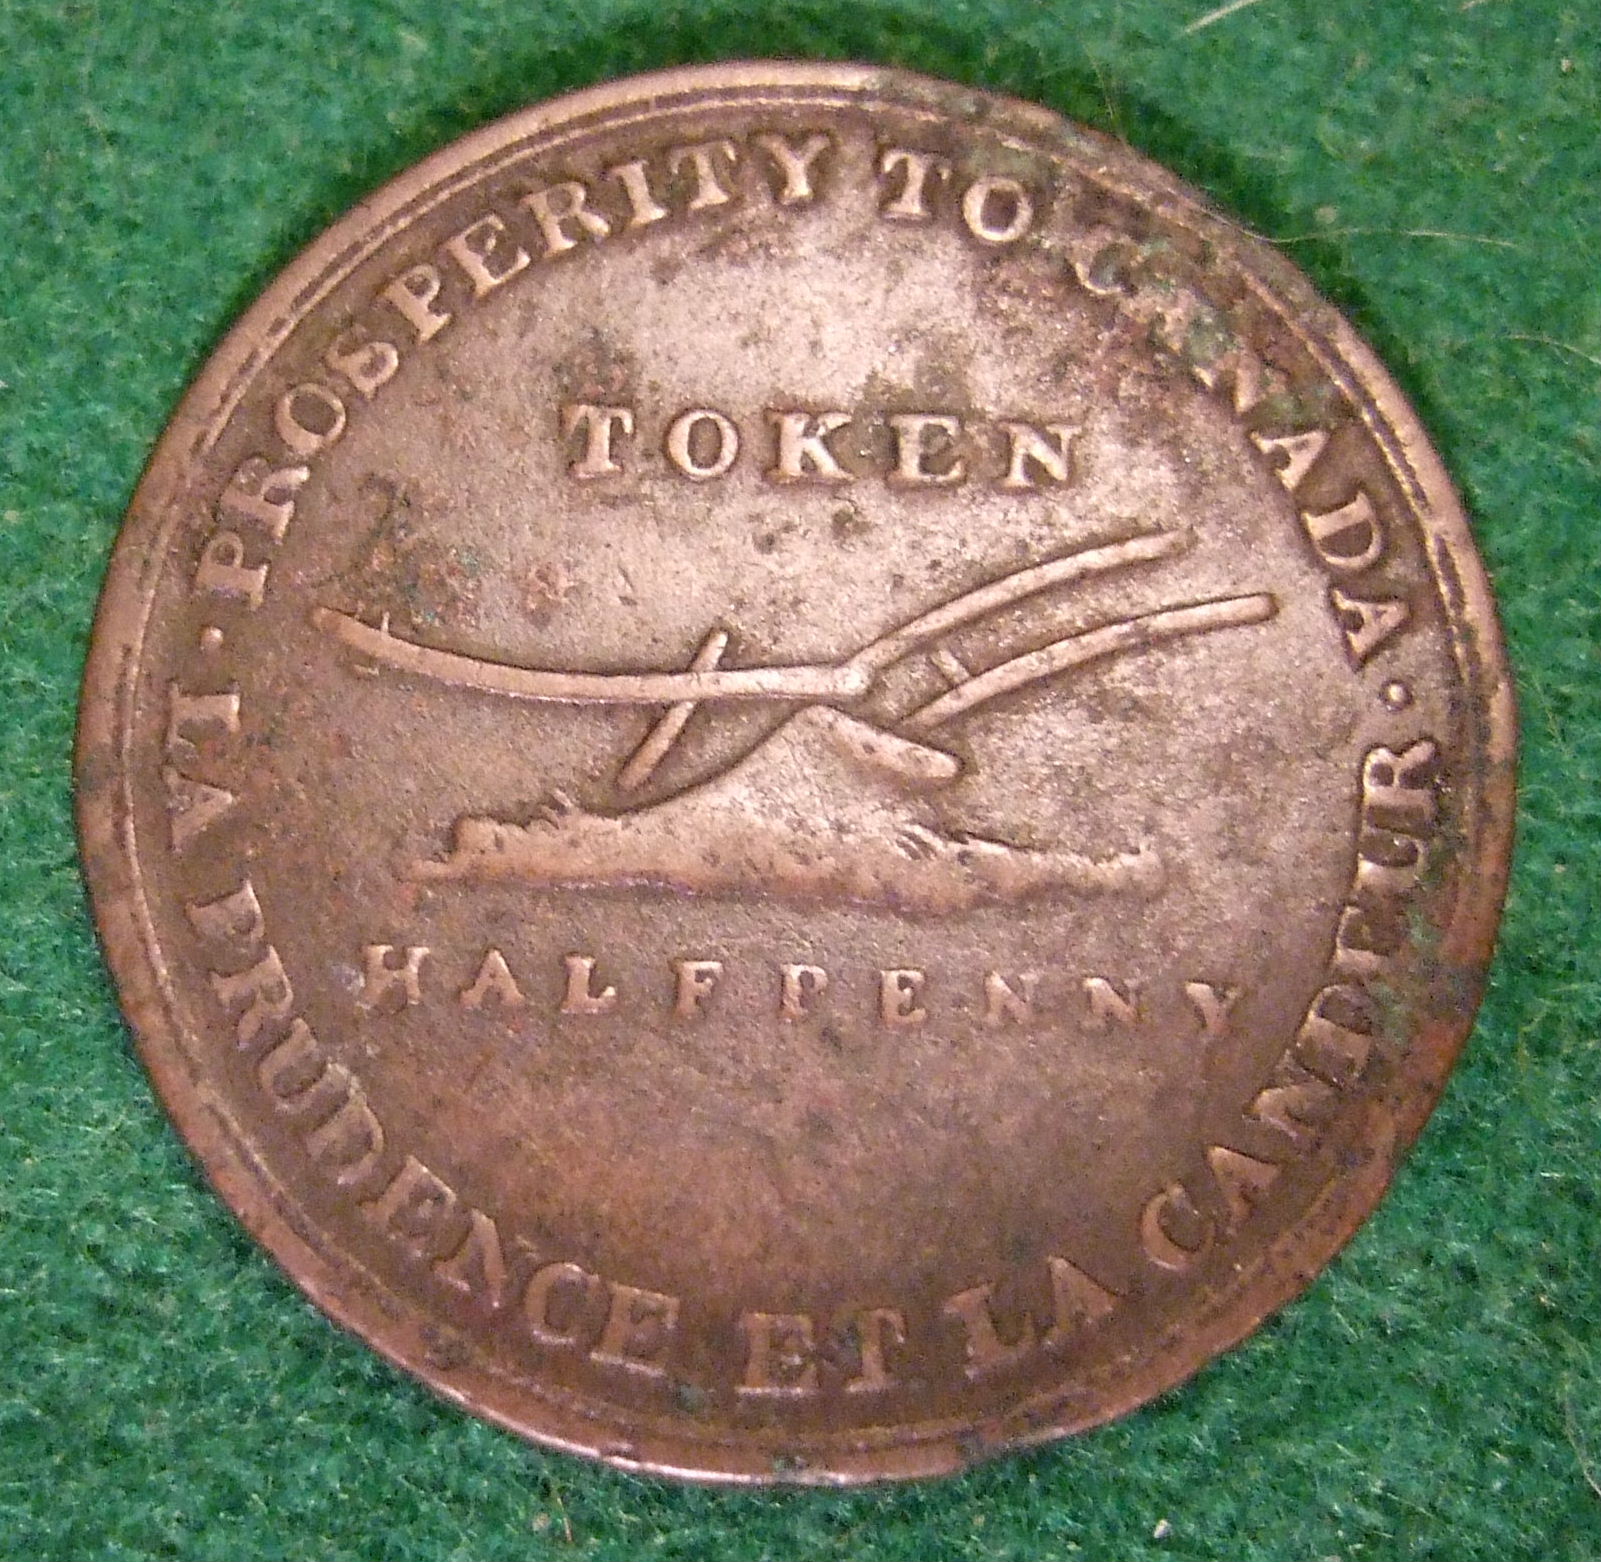 · PROSPERITY TO CANADA ·
TOKEN
HALFPENNY
LA PRUDENCE ET LA CANDEUR